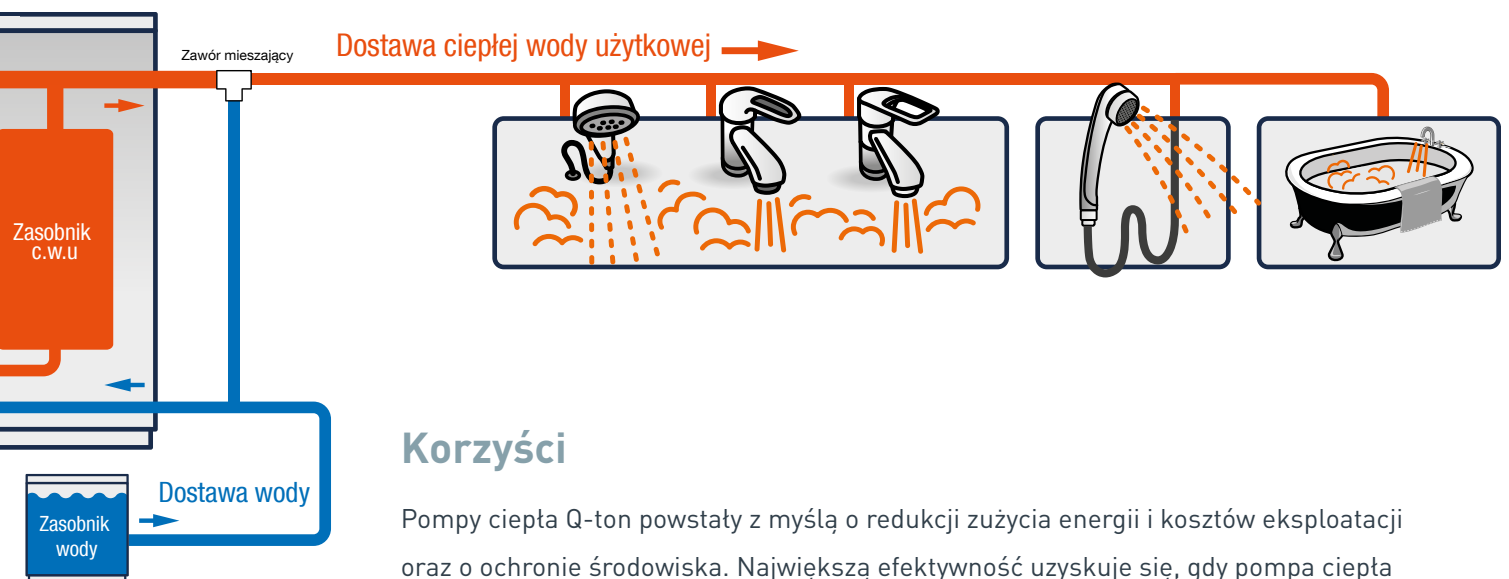 Zawór mieszający
Dostawa ciepłej wody użytkowej
Zasobnik
c.w.u
Dostawa wody
Zasobnik
wody
Korzyści
Pompy ciepła Q-ton powstały z myślą o redukcji zużycia energii i kosztów eksploatacji
oraz o ochronie środowiska. Największą efektywność uzyskuje się, gdy pompa ciepła